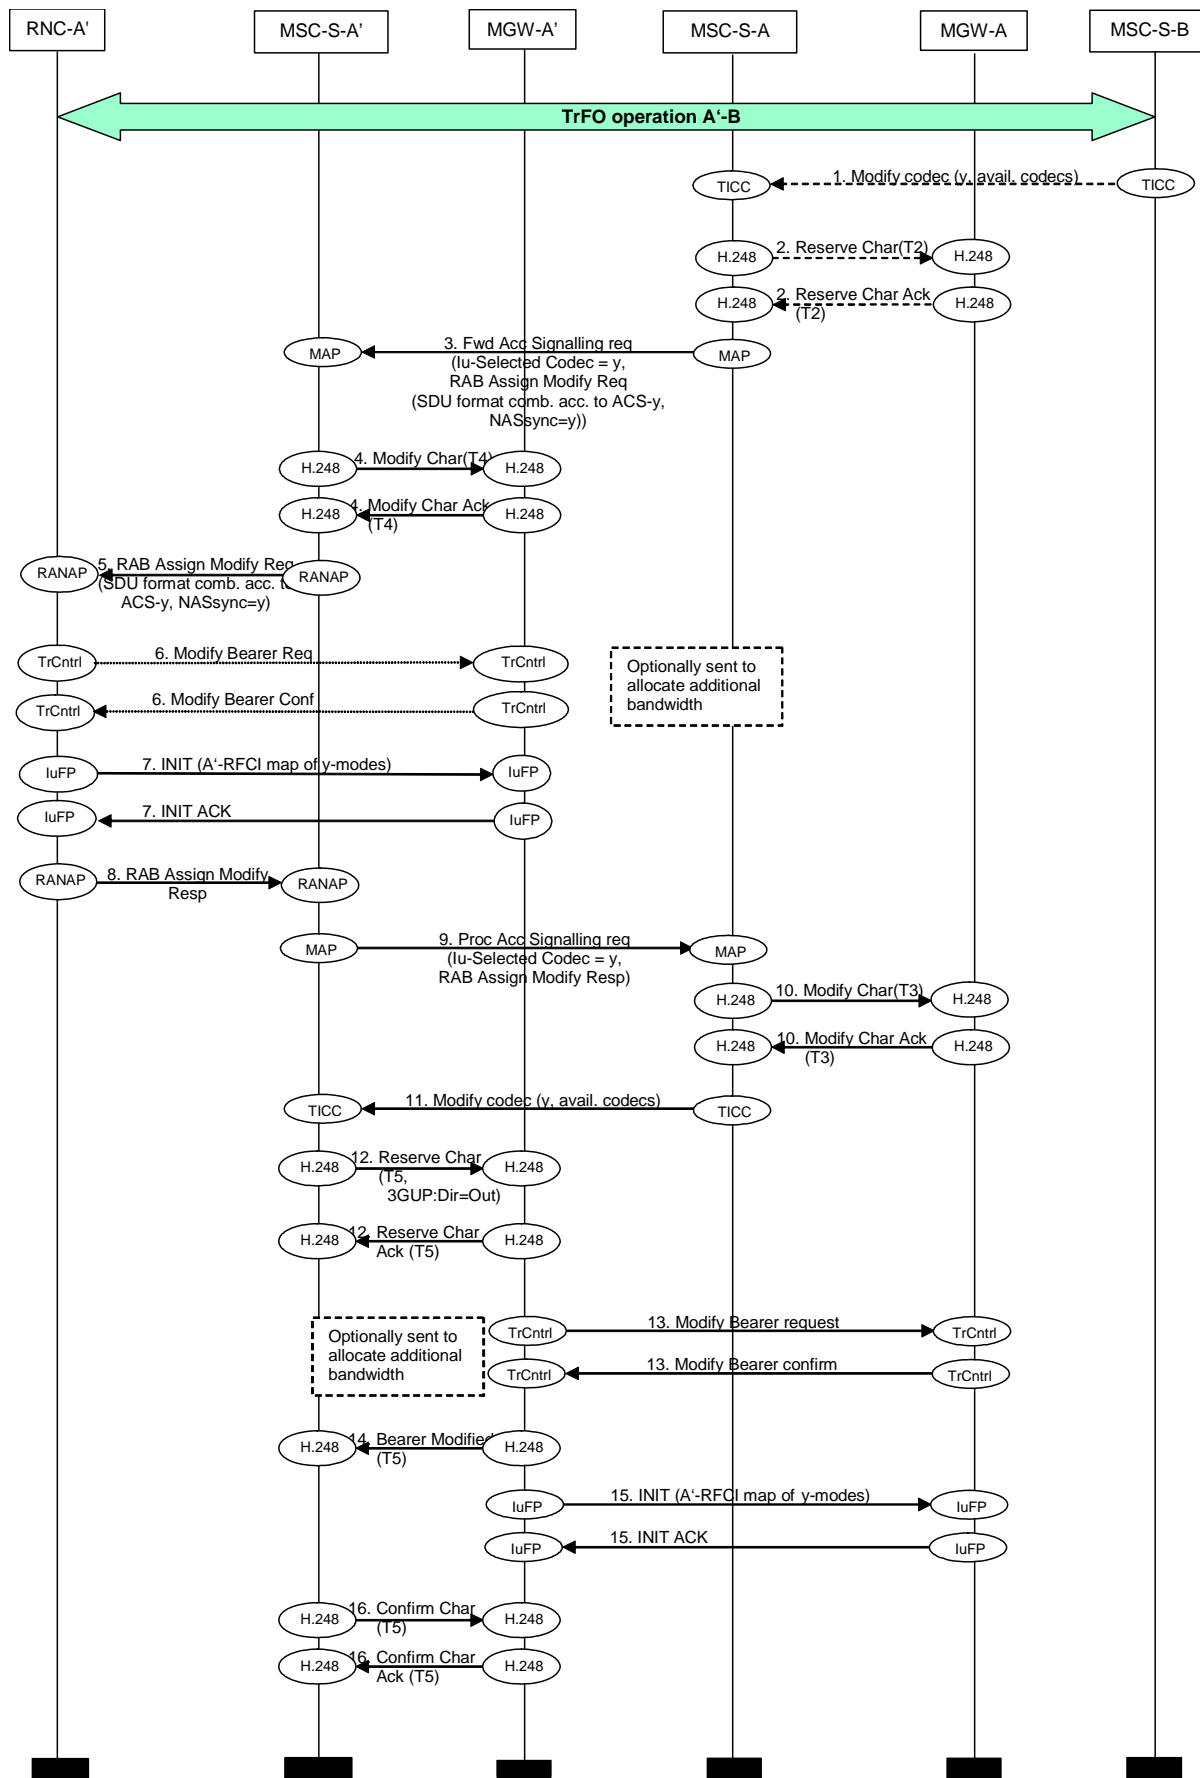 RNC-A' MSC-S-A’ MGW-A’ MSC-S-A MGW-A MSC-S-B
TrFO operation A‘-B
TICC 1. Modify codec (y, avail. codecs) TICC
H.248 2. Reserve Char(T2) H.248
H.248 2. Reserve Char Ack H.248
(T2)
MAP 3. Fwd Acc Signalling req MAP
(Iu-Selected Codec = y,
RAB Assign Modify Req
(SDU format comb. acc. to ACS-y,
NASsync=y))
H.248 4. Modify Char(T4) H.248
H.248 4. Modify Char Ack H.248
(T4)
RANAP 5. RAB Assign Modify Req RANAP
(SDU format comb. acc. to
ACS-y, NASsync=y)
TrCntrl 6. Modify Bearer Req TrCntrl
Optionally sent to
allocate additional
bandwidth
TrCntrl 6. Modify Bearer Conf TrCntrl
IuFP 7. INIT (A‘-RFCI map of y-modes) IuFP
IuFP 7. INIT ACK IuFP
RANAP 8. RAB Assign Modify RANAP
Resp
MAP 9. Proc Acc Signalling req MAP
(Iu-Selected Codec = y,
RAB Assign Modify Resp)
H.248 10. Modify Char(T3) H.248
H.248 10. Modify Char Ack H.248
(T3)
TICC 11. Modify codec (y, avail. codecs) TICC
H.248 12. Reserve Char H.248
(T5,
3GUP:Dir=Out)
H.248 12. Reserve Char H.248
Ack (T5)
Optionally sent to
allocate additional
bandwidth
TrCntrl 13. Modify Bearer request TrCntrl
TrCntrl 13. Modify Bearer confirm TrCntrl
H.248 14. Bearer Modified H.248
(T5)
IuFP 15. INIT (A‘-RFCI map of y-modes) IuFP
IuFP 15. INIT ACK IuFP
H.248 16. Confirm Char H.248
(T5)
H.248 16. Confirm Char H.248
Ack (T5)